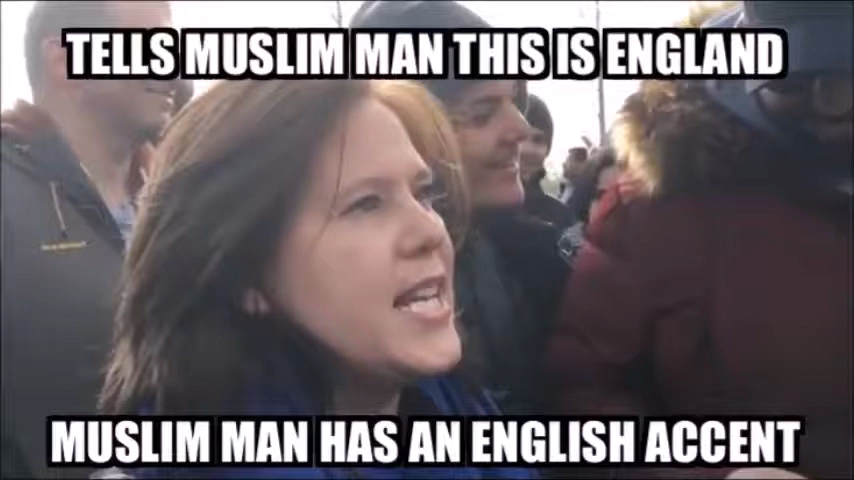 TELLS MUSLIM MAN THIS IS ENGLAND
MUSLIM MAN HAS AN ENGLISH ACCENT